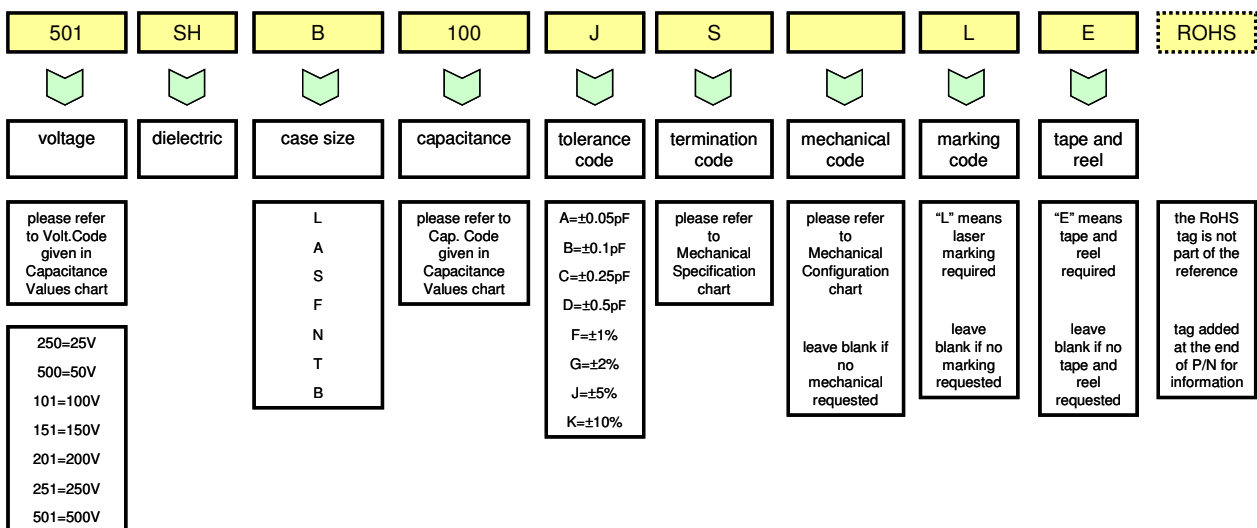 501 SH B 100 J S L E ROHS
voltage
dielectric
case size
capacitance
tolerance
code
termination
code
mechanical
code
marking
code
tape and
reel
please refer
to Volt.Code
given in
Capacitance
Values chart
250=25V
500=50V
101=100V
151=150V
201=200V
251=250V
501=500V
L
A
S
F
N
T
B
please refer to
Cap. Code
given in
Capacitance
Values chart
A=±0.05pF
B=±0.1pF
C=±0.25pF
D=±0.5pF
F=±1%
G=±2%
J=±5%
K=±10%
please refer
to
Mechanical
Specification
chart
please refer
to
Mechanical
Configuration
chart
leave blank if
no
mechanical
requested
“L” means
laser
marking
required
leave
blank if no
marking
requested
“E” means
tape and
reel
required
leave
blank if no
tape and
reel
requested
the RoHS
tag is not
part of the
reference
tag added
at the end
of P/N for
information